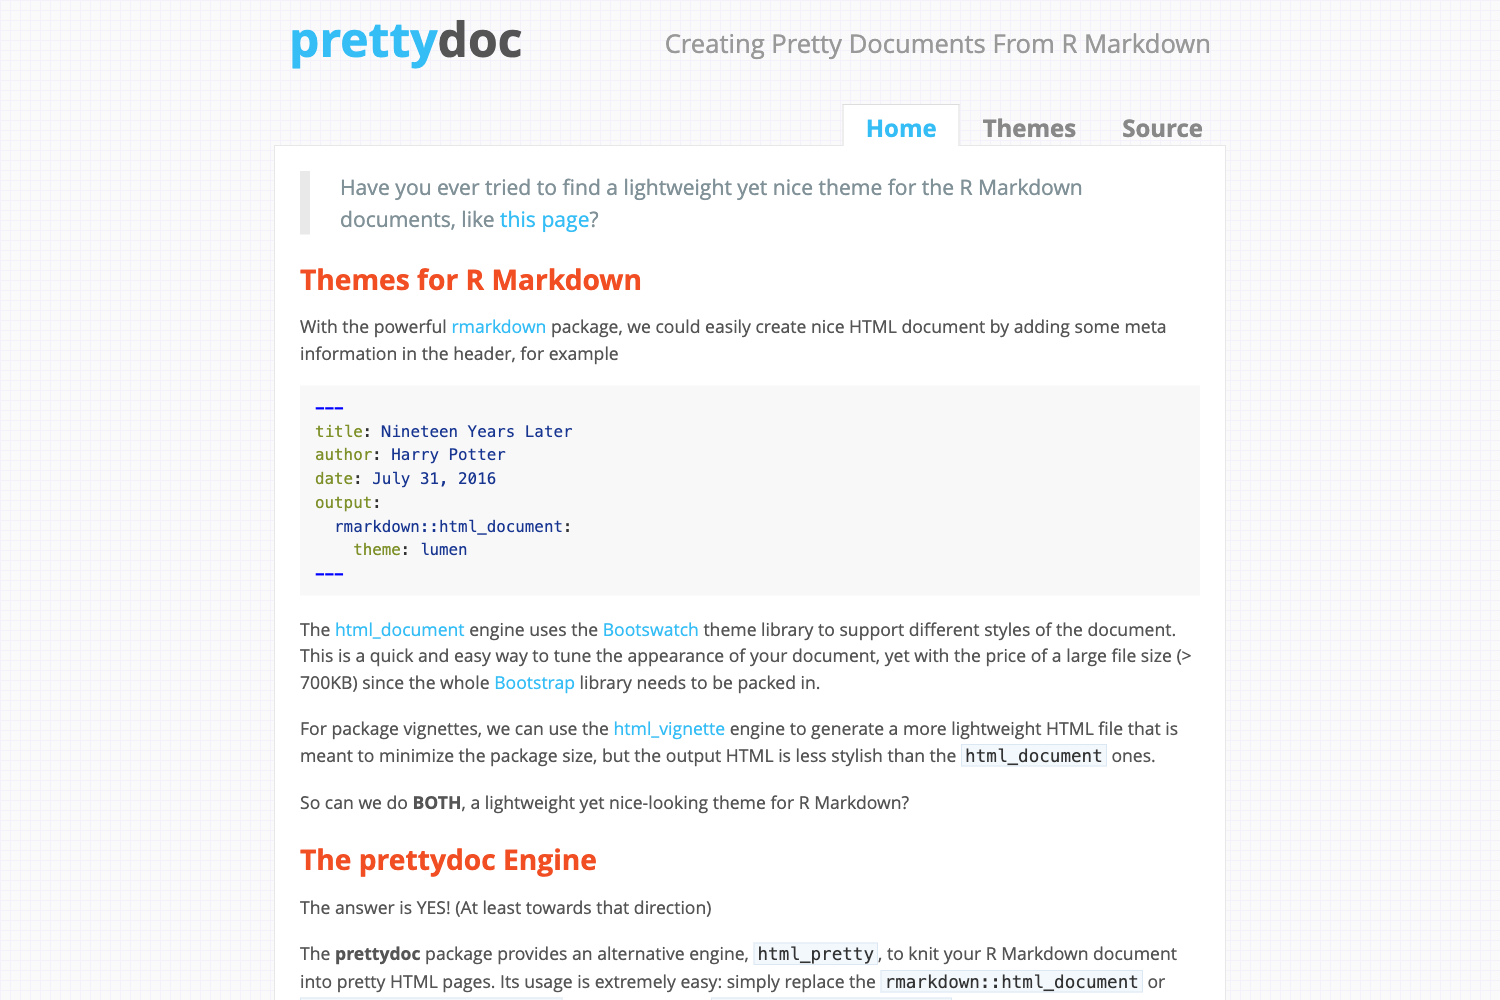 prettydoc
Creating Pretty Documents From R Markdown
Home Themes Source
Have you ever tried to find a lightweight yet nice theme for the R Markdown
documents, like this page?
Themes for R Markdown
With the powerful rmarkdown package, we could easily create nice HTML document by adding some meta
information in the header, for example
---
title: Nineteen Years Later
author: Harry Potter
date: July 31, 2016
output:
  rmarkdown::html_document:
    theme: lumen
---
The html_document engine uses the Bootswatch theme library to support different styles of the document.
This is a quick and easy way to tune the appearance of your document, yet with the price of a large file size (>
700KB) since the whole Bootstrap library needs to be packed in.
For package vignettes, we can use the html_vignette engine to generate a more lightweight HTML file that is
meant to minimize the package size, but the output HTML is less stylish than the html_document ones.
So can we do BOTH, a lightweight yet nice-looking theme for R Markdown?
The prettydoc Engine
The answer is YES! (At least towards that direction)
The prettydoc package provides an alternative engine, html_pretty, to knit your R Markdown document
into pretty HTML pages. Its usage is extremely easy: simply replace the rmarkdown::html_document or